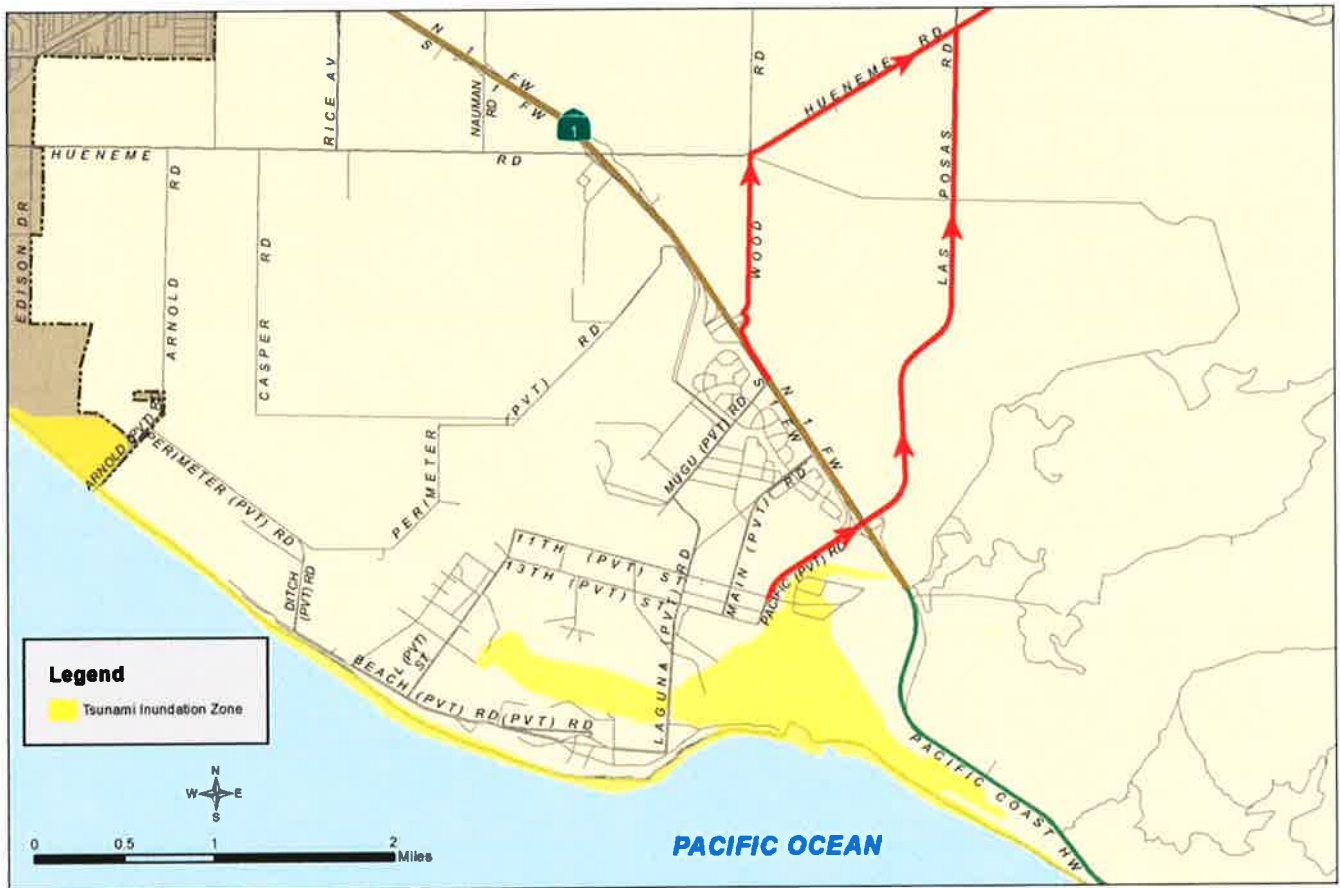 N 1 FW
S 1 FW
RICE AV
NAUMAN
RD
1
RD
HUENEME RD
LAS POSAS RD
HUENEME RD
EDISON DR
ARNOLD RD
CASPER RD
WOOD
PERIMETER (PVT) RD
N 1 FW
S 1 FW
MUGU (PVT) RD
ARNOLD (PVT) RD
PERIMETER (PVT) RD
MAIN (PVT) RD
11TH (PVT) ST
13TH (PVT) ST
PACIFIC (PVT) RD
DITCH
(PVT) RD
L (PVT)
ST
LAGUNA (PVT) RD
BEACH (PVT) RD (PVT) RD
PACIFIC COAST HW
Legend
Tsunami Inundation Zone
N
W E
S
0 0.5 1 2
Miles
PACIFIC OCEAN